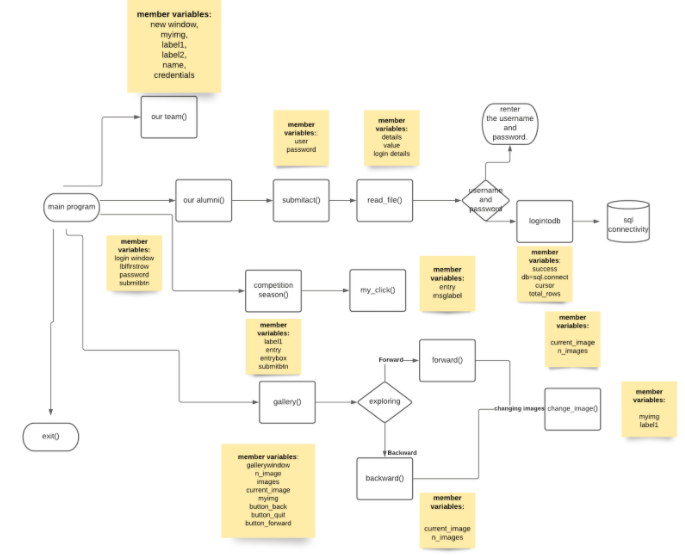 member variables:
new window,
myimg,
label1,
label2,
name,
credentials
our team()
member
variables:
user
password
member
variables:
details
value
login details
renter
the username
and
password.
main program
our alumni()
submitact()
read_file()
username
and
password
logintodb
sql
connectivity
member
variables:
login window
lblfirstrow
password
submitbtn
competition
season()
my_click()
member
variables:
entry
msglabel
member
variables:
success
db=sql.connect
cursor
total_rows
member
variables:
label1
entry
entrybox
submitbtn
member
variables:
current_image
n_images
Forward
forward()
gallery()
exploring
changing images
change_image()
member
variables:
myimg
label1
exit()
Backward
backward()
member variables:
gallerywindow
n_image
images
current_image
myimg
button_back
button_quit
button_forward
member
variables:
current_image
n_images